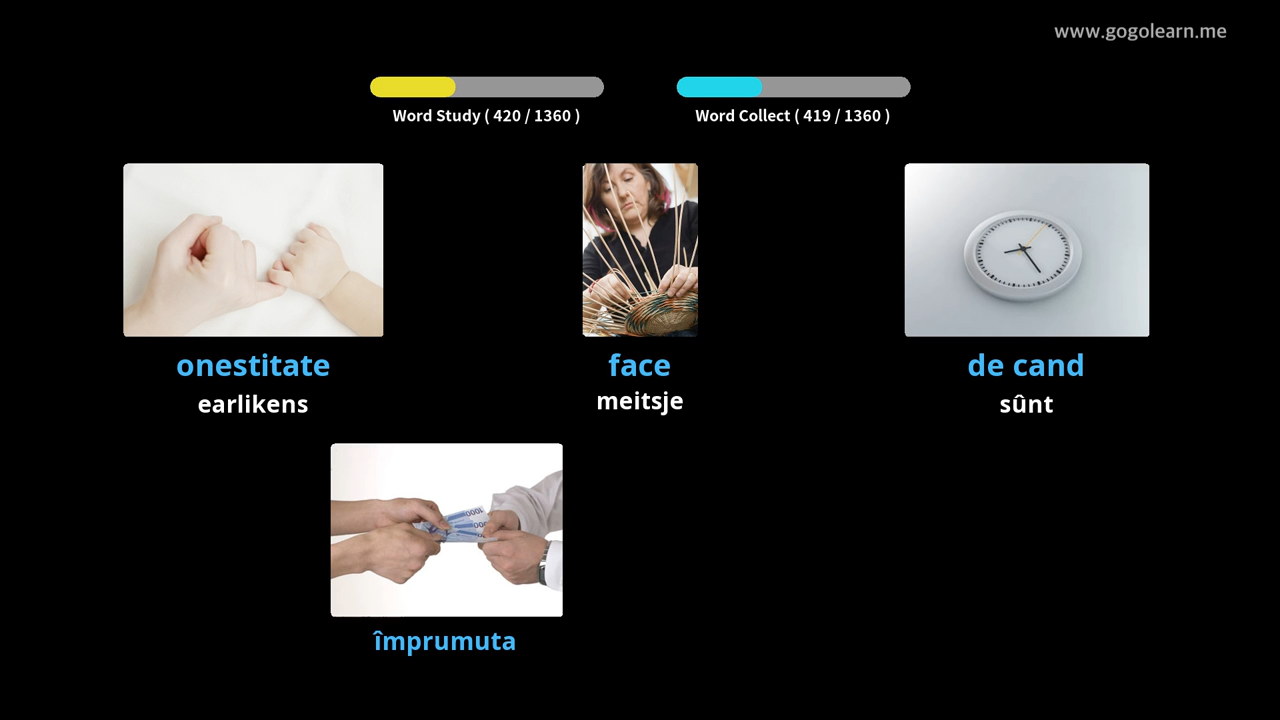 www.gogolearn.me
Word Study ( 420 / 1360 )
Word Collect ( 419 / 1360 )
onestitate
face
de cand
earlikens
meitsje
sûnt
1000
împrumuta